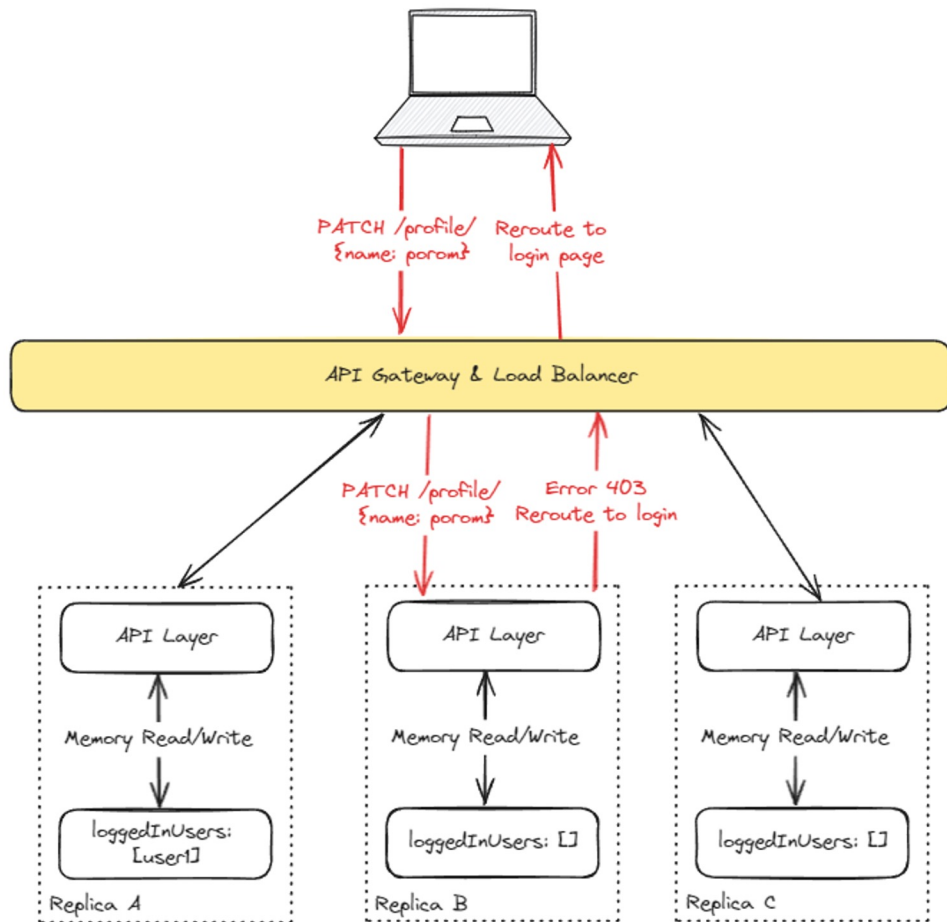 PATCH /profile/
{name: porom}
Reroute to
login page
API Gateway & Load Balancer
PATCH /profile/
{name: porom}
Error 403
Reroute to login
API Layer
Memory Read/Write
loggedInUsers:
[user1]
Replica A
API Layer
Memory Read/Write
loggedInUsers: []
Replica B
API Layer
Memory Read/Write
loggedInUsers: []
Replica C